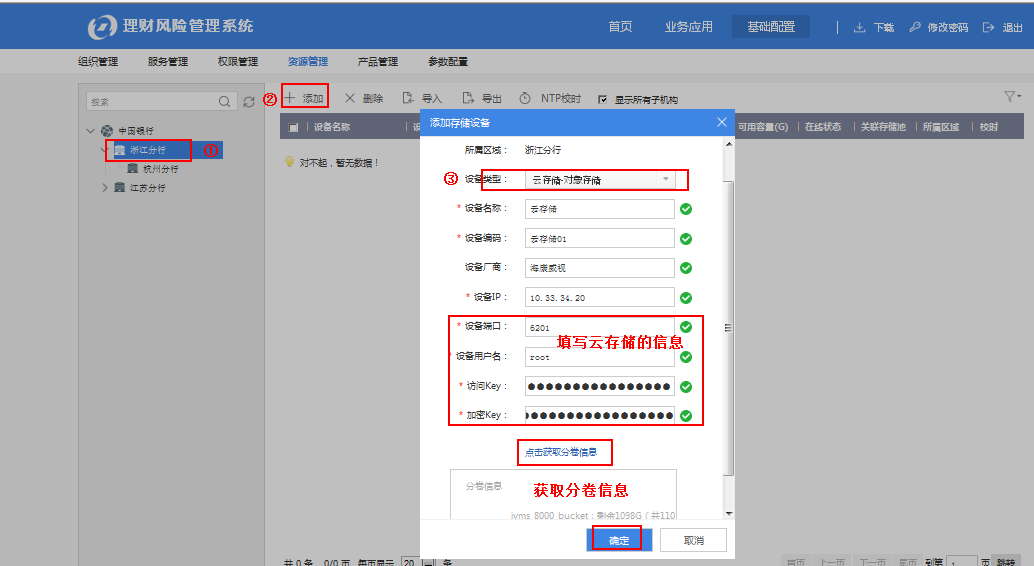 理财风险管理系统
首页 业务应用 基础配置 下载 修改密码 退出
组织管理 服务管理 权限管理 资源管理 产品管理 参数配置
搜索
② 添加 删除 导入 导出 NTP校时 显示所有子机构
中国银行
浙江分行 ①
杭州分行
江苏分行
设备名称 可用容量(G) 在线状态 关联存储池 所属区域 校时
对不起，暂无数据！
添加存储设备
所属区域： 浙江分行
③ 设备类型： 云存储-对象存储
* 设备名称： 云存储
* 设备编码： 云存储01
设备厂商： 海康威视
* 设备IP： 10.33.34.20
* 设备端口： 6201
填写云存储的信息
* 设备用户名： root
* 访问Key： ●●●●●●●●●●●●●●●●
* 加密Key： ●●●●●●●●●●●●●●●●
点击获取分卷信息
分卷信息
获取分卷信息
ivms_8000_bucket：剩余1098G（共110
确定 取消
共 0 条 0/0 页 每页显示 20 条 首页 上一页 下一页 尾页 到第 1 页 跳转